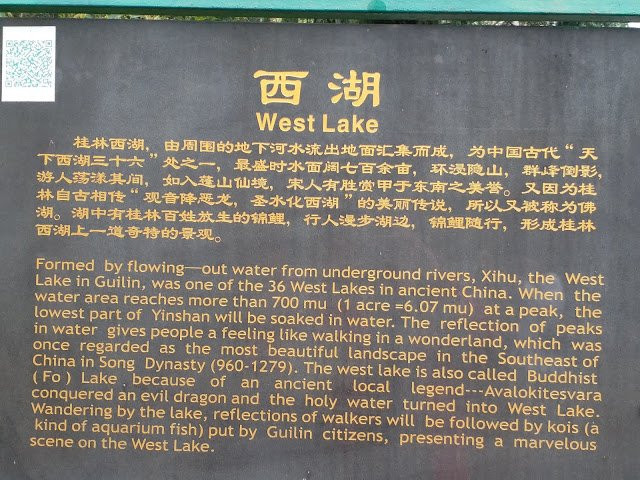 西湖
West Lake
桂林西湖，由周围的地下河水流出地面汇集而成，为中国古代“天
下西湖三十六”处之一，最盛时水面阔七百余亩，环浸隐山，群峰倒影，
游人荡漾其间，如入蓬山仙境，宋人有胜赏甲于东南之美誉。又因为桂
林自古相传“观音降恶龙，圣水化西湖”的美丽传说，所以又被称为佛
湖。湖中有桂林百姓放生的锦鲤，行人漫步湖边，锦鲤随行，形成桂林
西湖上一道奇特的景观。
Formed by flowing—out water from underground rivers, Xihu, the West
Lake in Guilin, was one of the 36 West Lakes in ancient China. When the
water area reaches more than 700 mu (1 acre =6.07 mu) at a peak, the
lowest part of Yinshan will be soaked in water. The reflection of peaks
in water gives people a feeling like walking in a wonderland, which was
once regarded as the most beautiful landscape in the Southeast of
China in Song Dynasty (960-1279). The west lake is also called Buddhist
(Fo) Lake because of an ancient local legend---Avalokitesvara
conquered an evil dragon and the holy water turned into West Lake.
Wandering by the lake, reflections of walkers will be followed by kois (a
kind of aquarium fish) put by Guilin citizens, presenting a marvelous
scene on the West Lake.